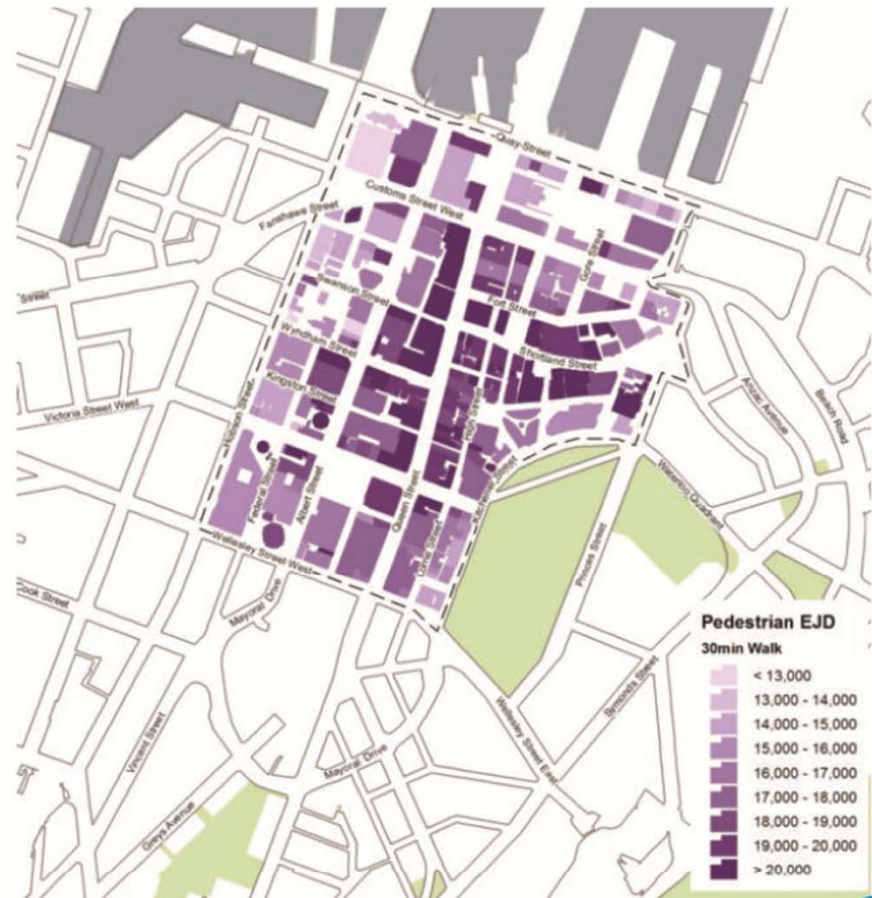 Quay Street
Customs Street West
Fanshawe Street
Gore Street
Swanson Street
Street
Fort Street
Wyndham Street
Shortland Street
Kingston Street
Anzac Avenue
Beach Road
Victoria Street West
Hobson Street
High Street
Kitchener Street
Federal Street
Albert Street
Queen Street
Waterloo Quadrant
Lorne Street
Wellesley Street West
Princes Street
Cook Street
Mayoral Drive
Symonds Street
Wellesley Street East
Vincent Street
Mayoral Drive
Greys Avenue
Pedestrian EJD
30min Walk
< 13,000
13,000 - 14,000
14,000 - 15,000
15,000 - 16,000
16,000 - 17,000
17,000 - 18,000
18,000 - 19,000
19,000 - 20,000
> 20,000